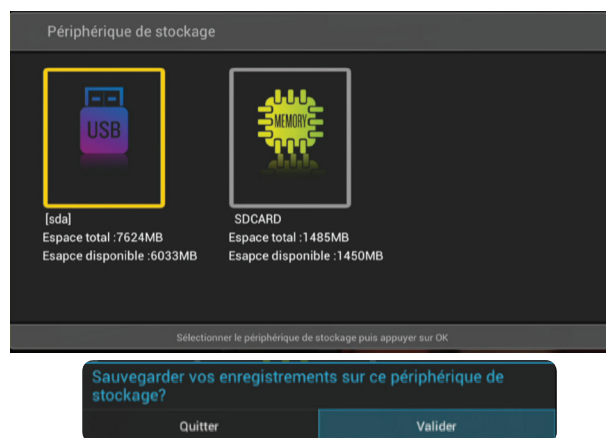 Périphérique de stockage
USB
MEMORY
[sda]
SDCARD
Espace total :7624MB
Espace total :1485MB
Esapce disponible :6033MB
Esapce disponible :1450MB
Sélectionner le périphérique de stockage puis appuyer sur OK
Sauvegarder vos enregistrements sur ce périphérique de
stockage?
Quitter
Valider